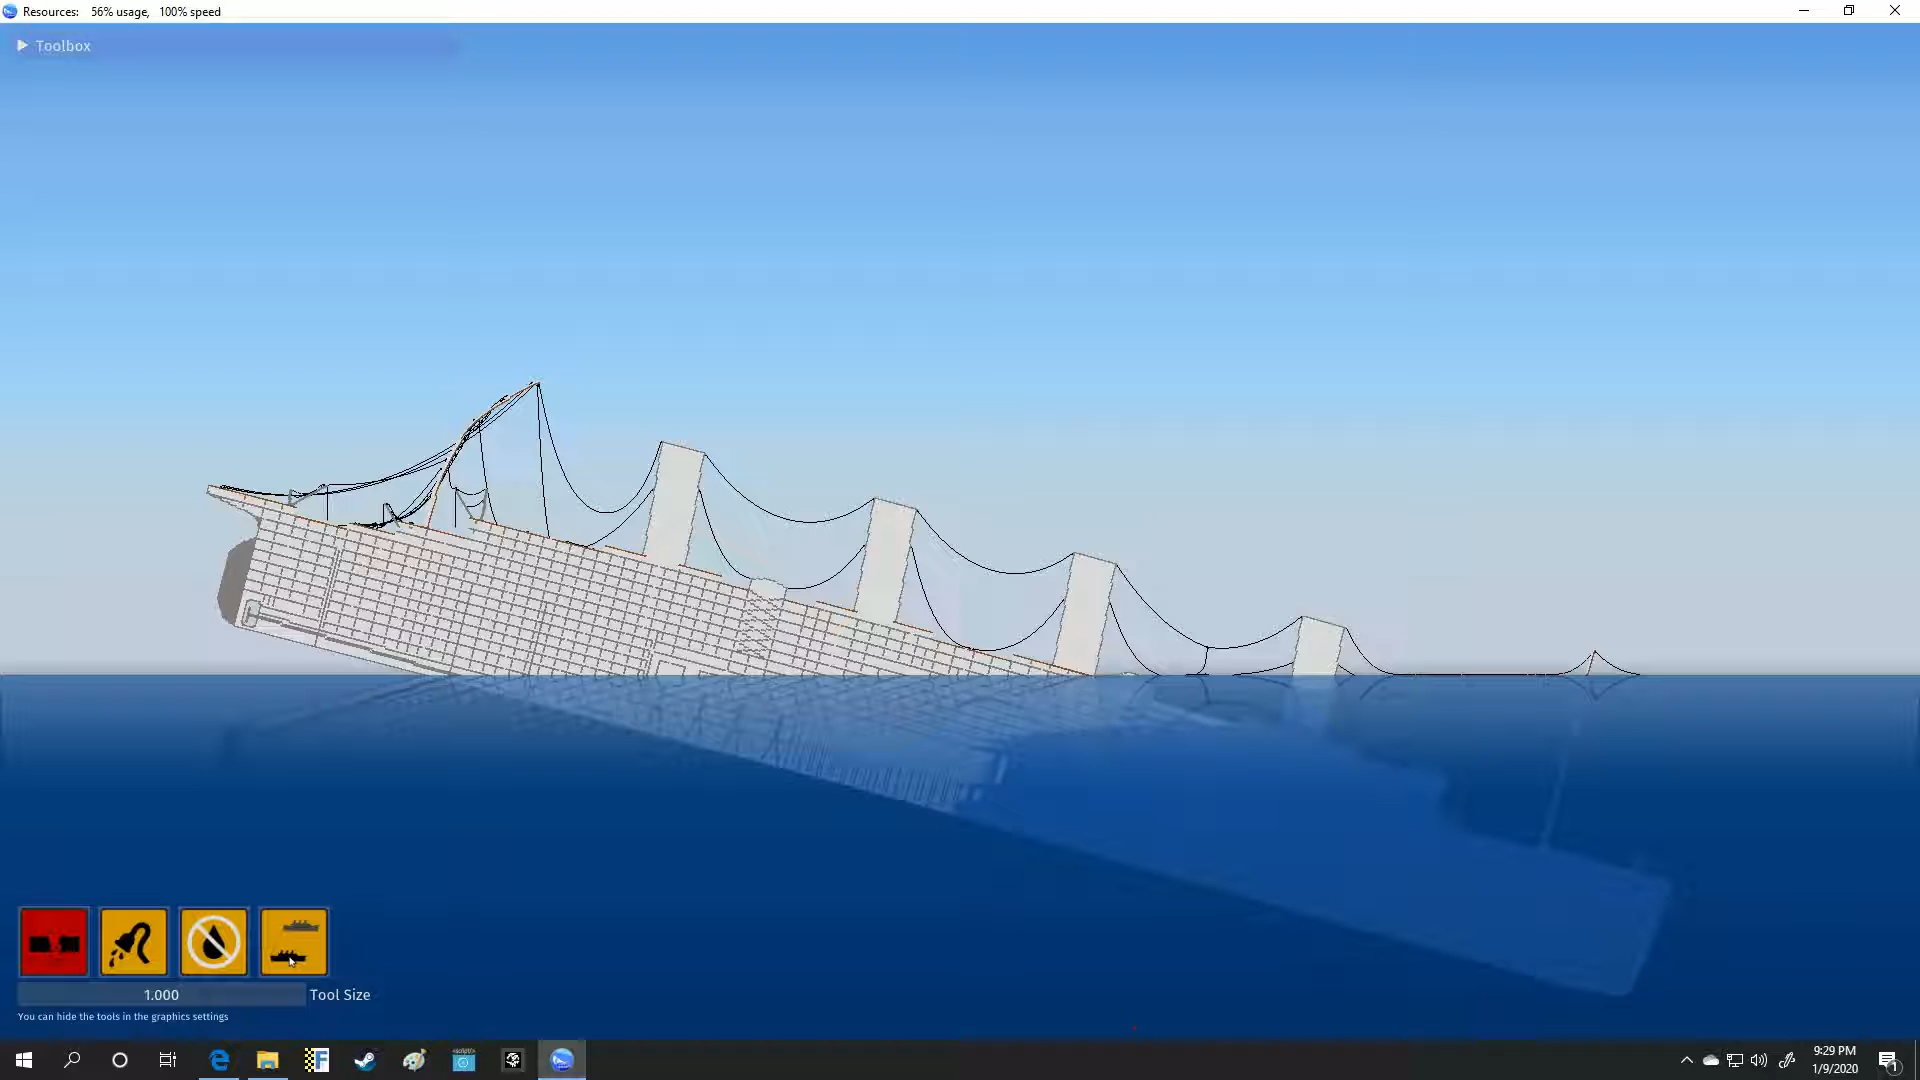 Resources: 56% usage, 100% speed
Toolbox
1.000 Tool Size
You can hide the tools in the graphics settings
9:29 PM
1/9/2020
1